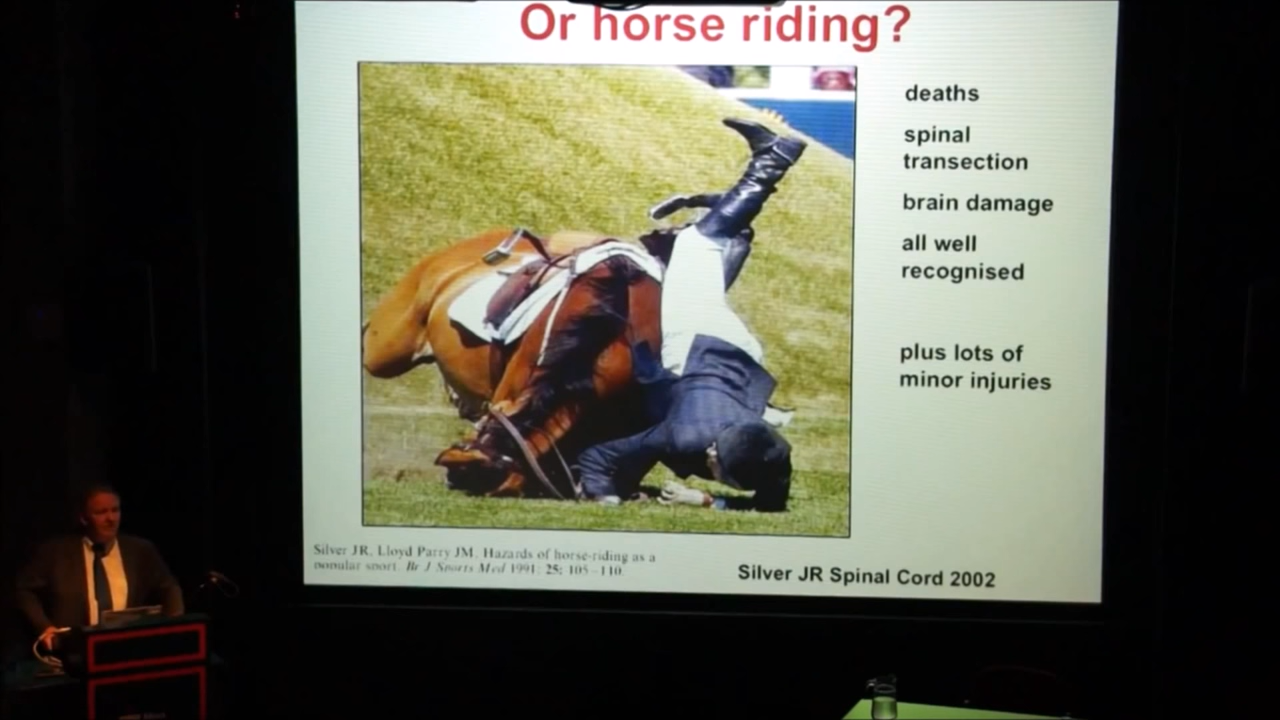 Or horse riding?
deaths
spinal
transection
brain damage
all well
recognised
plus lots of
minor injuries
Silver JR, Lloyd Parry JM. Hazards of horse-riding as a
popular sport. Br J Sports Med 1991; 25: 105–110.
Silver JR Spinal Cord 2002